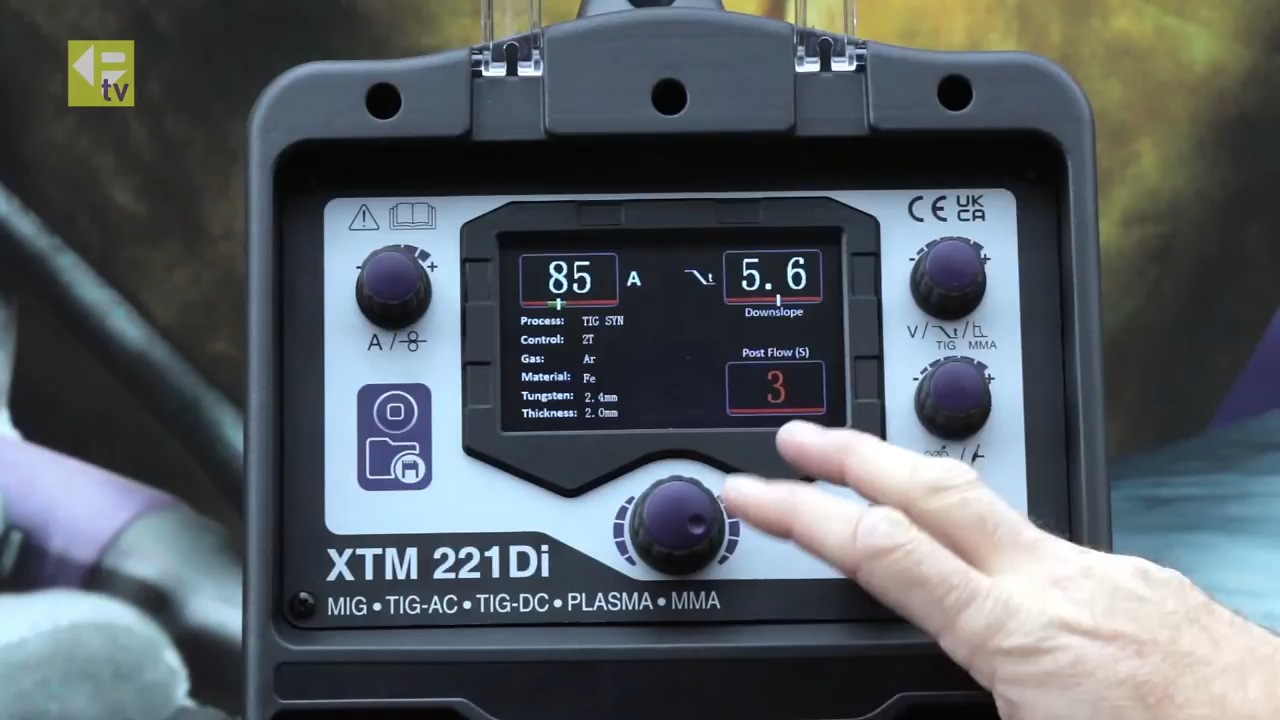 tv
CE UK CA
85 A
5.6
Downslope
Process: TIG SYN
Control: 2T
Gas: Ar
Material: Fe
Tungsten: 2.4mm
Thickness: 2.0mm
Post Flow (S)
3
- +
A /
- +
V / t /
TIG MMA
- +
XTM 221Di
MIG • TIG-AC • TIG-DC • PLASMA • MMA